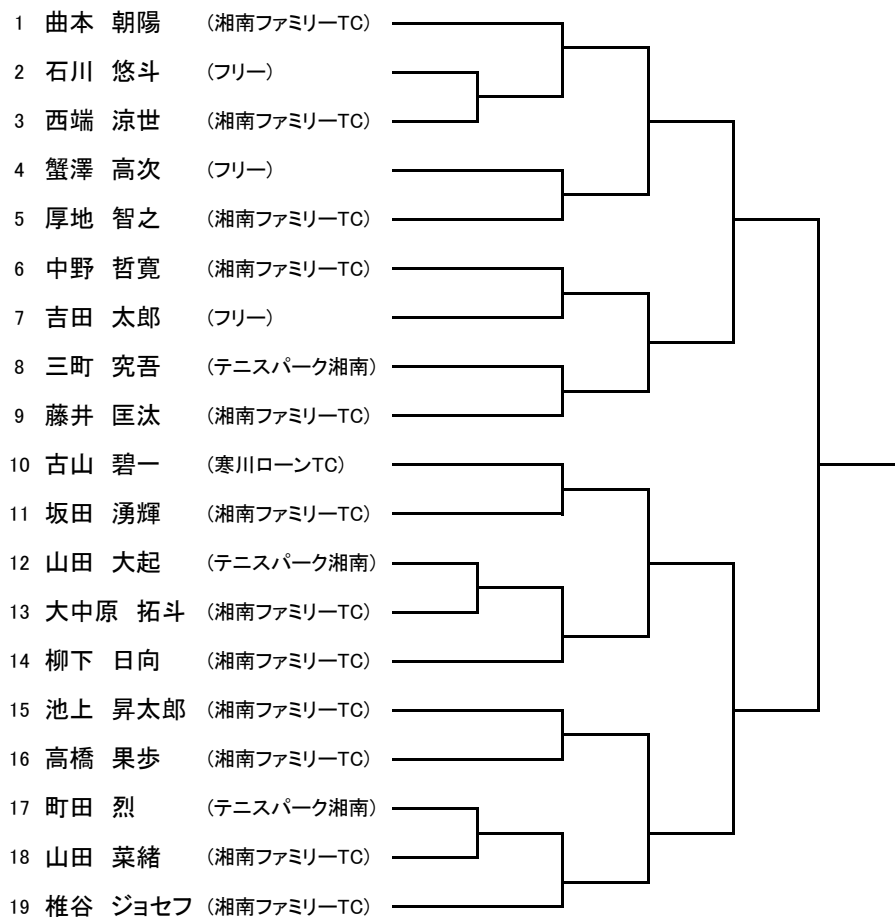 1 曲本 朝陽 (湘南ファミリーTC)
2 石川 悠斗 (フリー)
3 西端 涼世 (湘南ファミリーTC)
4 蟹澤 高次 (フリー)
5 厚地 智之 (湘南ファミリーTC)
6 中野 哲寛 (湘南ファミリーTC)
7 吉田 太郎 (フリー)
8 三町 究吾 (テニスパーク湘南)
9 藤井 匡汰 (湘南ファミリーTC)
10 古山 碧一 (寒川ローンTC)
11 坂田 湧輝 (湘南ファミリーTC)
12 山田 大起 (テニスパーク湘南)
13 大中原 拓斗 (湘南ファミリーTC)
14 柳下 日向 (湘南ファミリーTC)
15 池上 昇太郎 (湘南ファミリーTC)
16 高橋 果歩 (湘南ファミリーTC)
17 町田 烈 (テニスパーク湘南)
18 山田 菜緒 (湘南ファミリーTC)
19 椎谷 ジョセフ (湘南ファミリーTC)